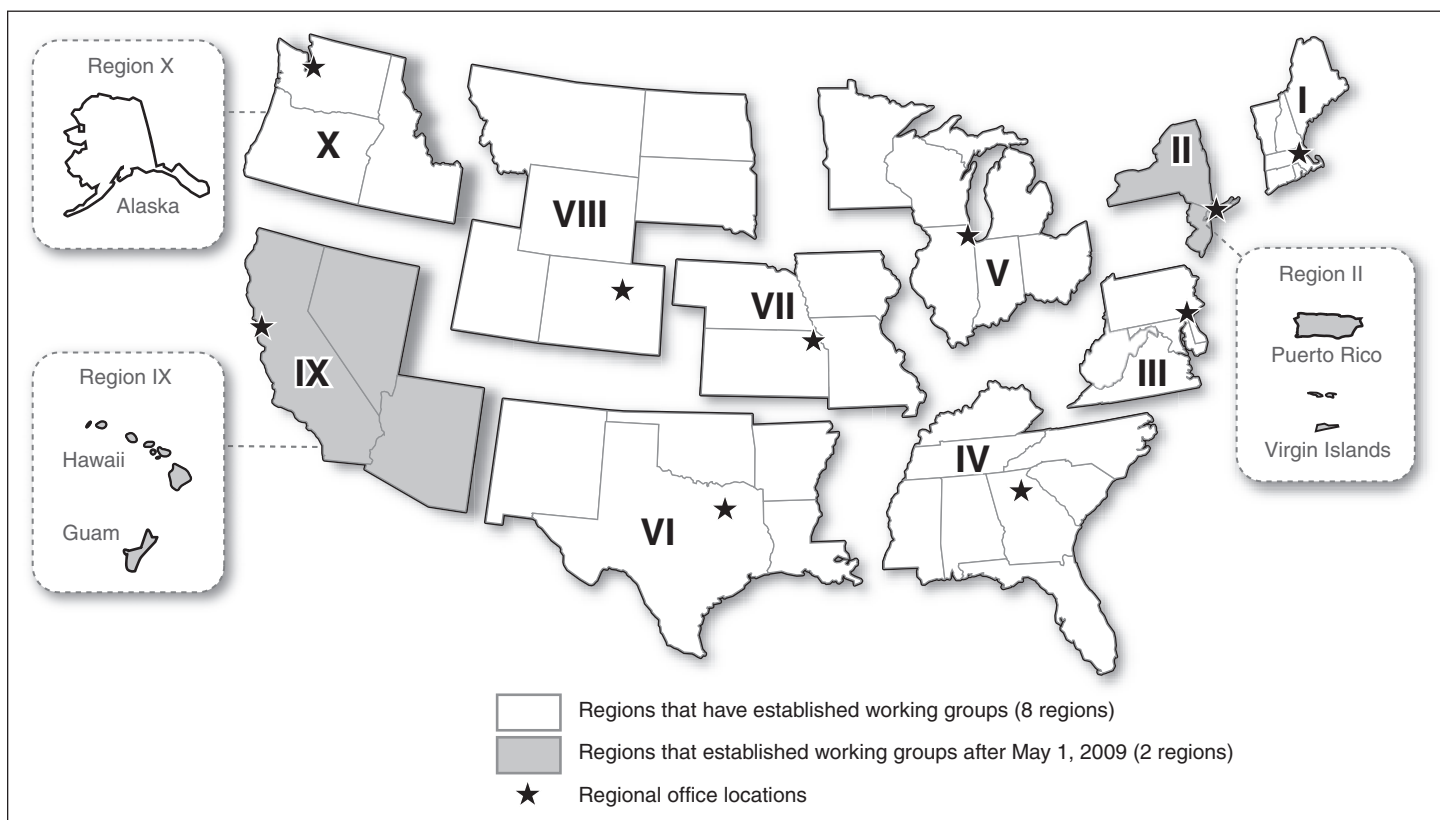 Region X
Alaska
Region IX
Hawaii
Guam
X
VIII
IX
VII
VI
V
IV
III
II
I
Region II
Puerto Rico
Virgin Islands
Regions that have established working groups (8 regions)
Regions that established working groups after May 1, 2009 (2 regions)
Regional office locations